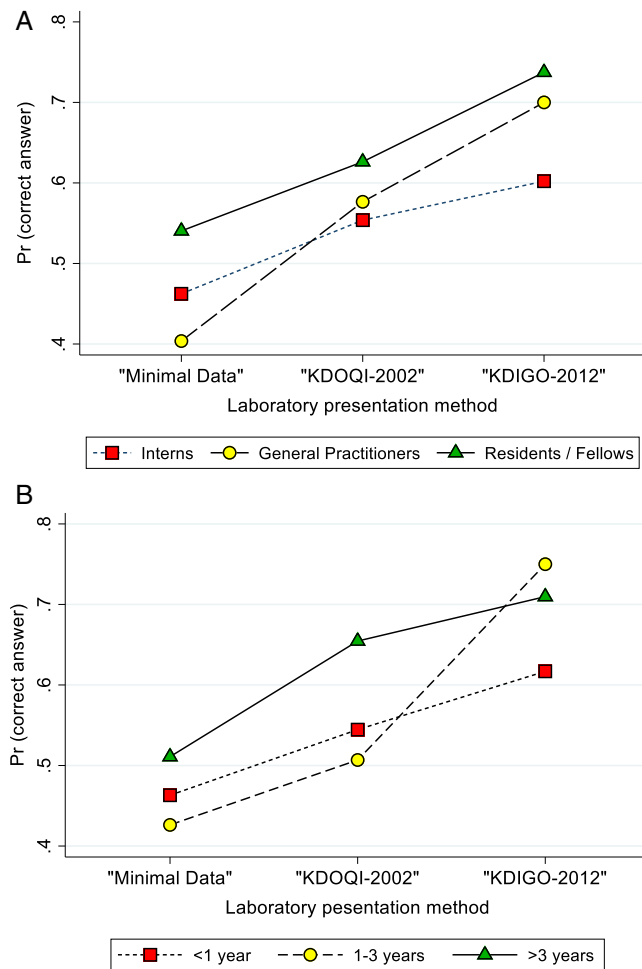 A
Pr (correct answer)
.8
.7
.6
.5
.4
"Minimal Data" "KDOQI-2002" "KDIGO-2012"
Laboratory presentation method
Interns General Practitioners Residents / Fellows
B
Pr (correct answer)
.8
.7
.6
.5
.4
"Minimal Data" "KDOQI-2002" "KDIGO-2012"
Laboratory pesentation method
<1 year 1-3 years >3 years